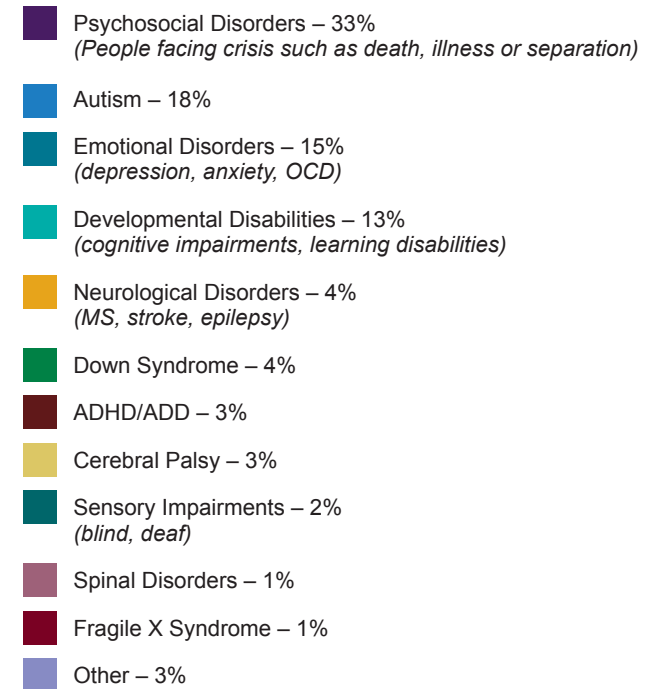 Psychosocial Disorders – 33%
(People facing crisis such as death, illness or separation)
Autism – 18%
Emotional Disorders – 15%
(depression, anxiety, OCD)
Developmental Disabilities – 13%
(cognitive impairments, learning disabilities)
Neurological Disorders – 4%
(MS, stroke, epilepsy)
Down Syndrome – 4%
ADHD/ADD – 3%
Cerebral Palsy – 3%
Sensory Impairments – 2%
(blind, deaf)
Spinal Disorders – 1%
Fragile X Syndrome – 1%
Other – 3%